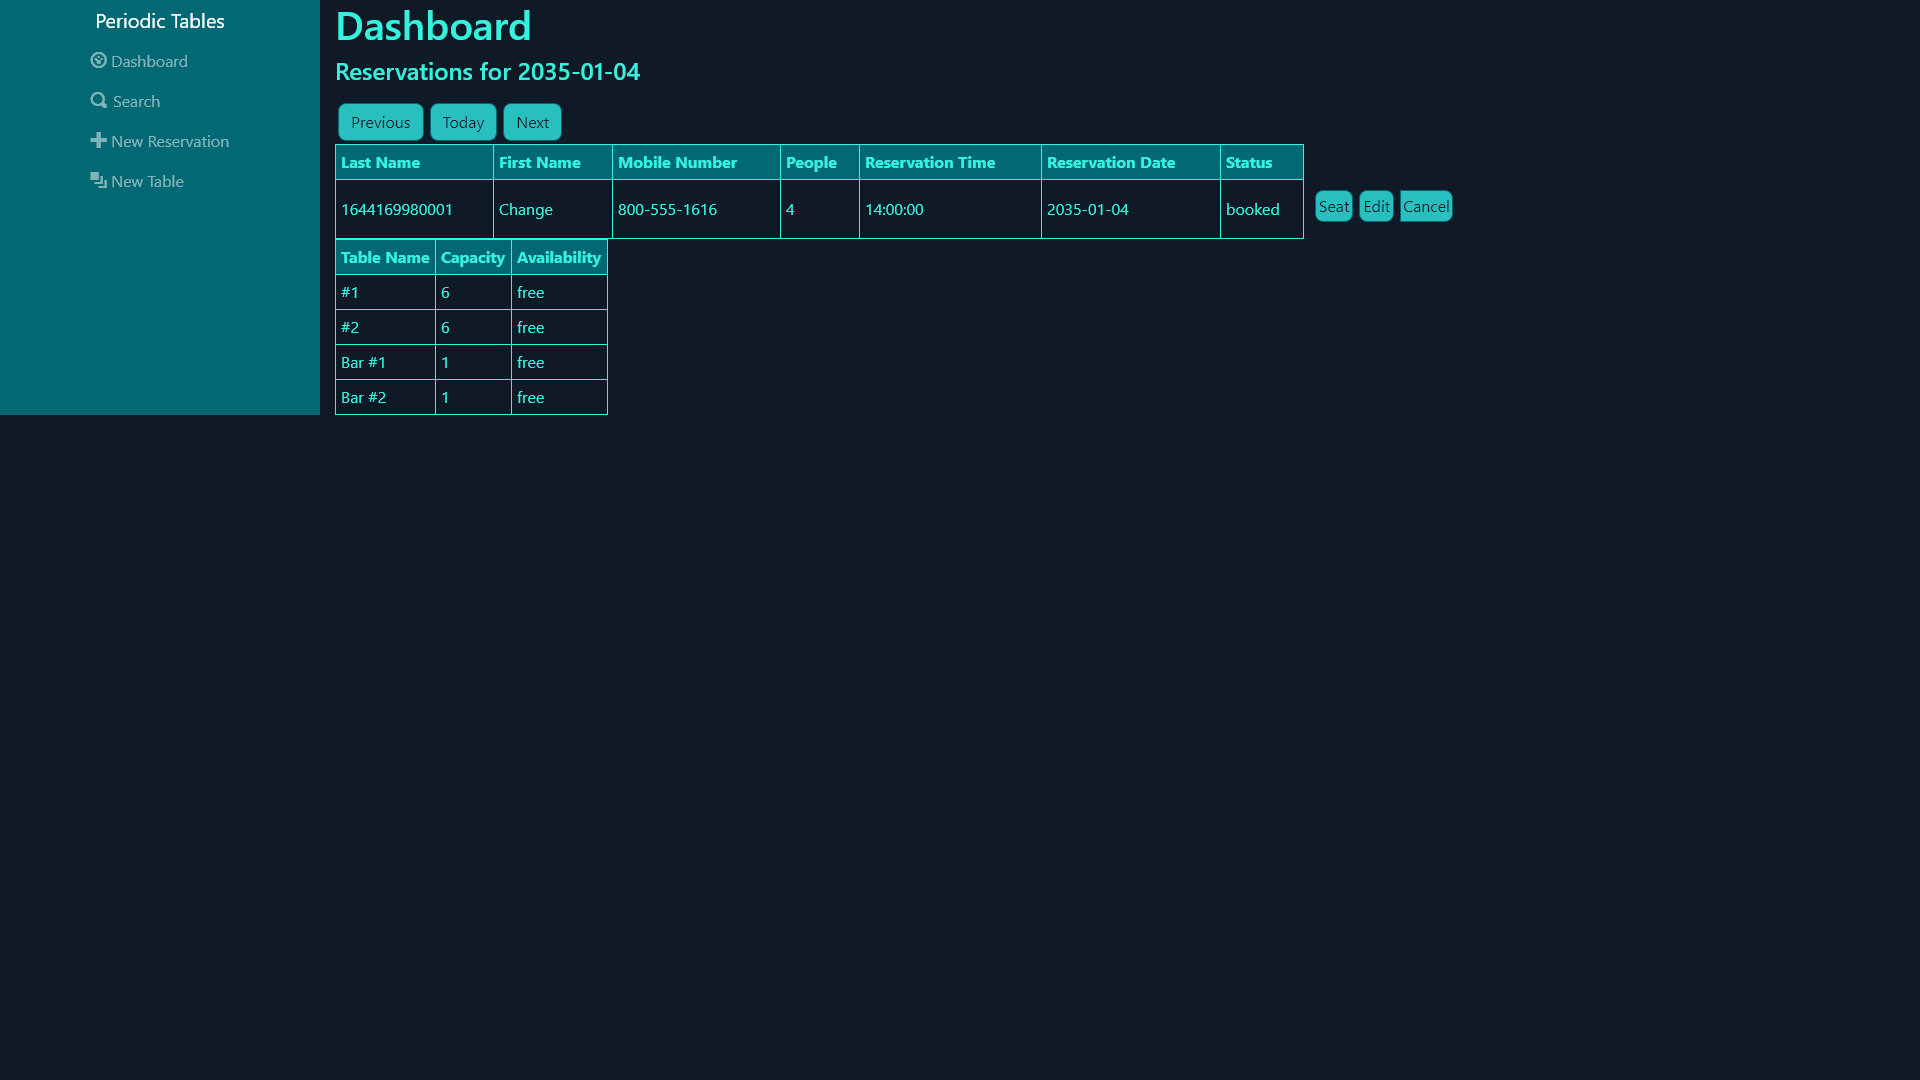 Periodic Tables
Dashboard
Search
New Reservation
New Table
Dashboard
Reservations for 2035-01-04
Previous Today Next
Last Name First Name Mobile Number People Reservation Time Reservation Date Status
1644169980001 Change 800-555-1616 4 14:00:00 2035-01-04 booked Seat Edit Cancel
Table Name Capacity Availability
#1 6 free
#2 6 free
Bar #1 1 free
Bar #2 1 free